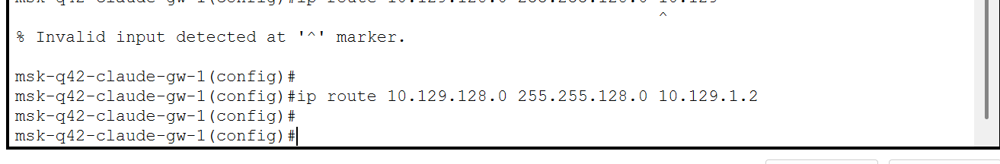 ^
% Invalid input detected at '^' marker.
msk-q42-claude-gw-1(config)#
msk-q42-claude-gw-1(config)#ip route 10.129.128.0 255.255.128.0 10.129.1.2
msk-q42-claude-gw-1(config)#
msk-q42-claude-gw-1(config)#